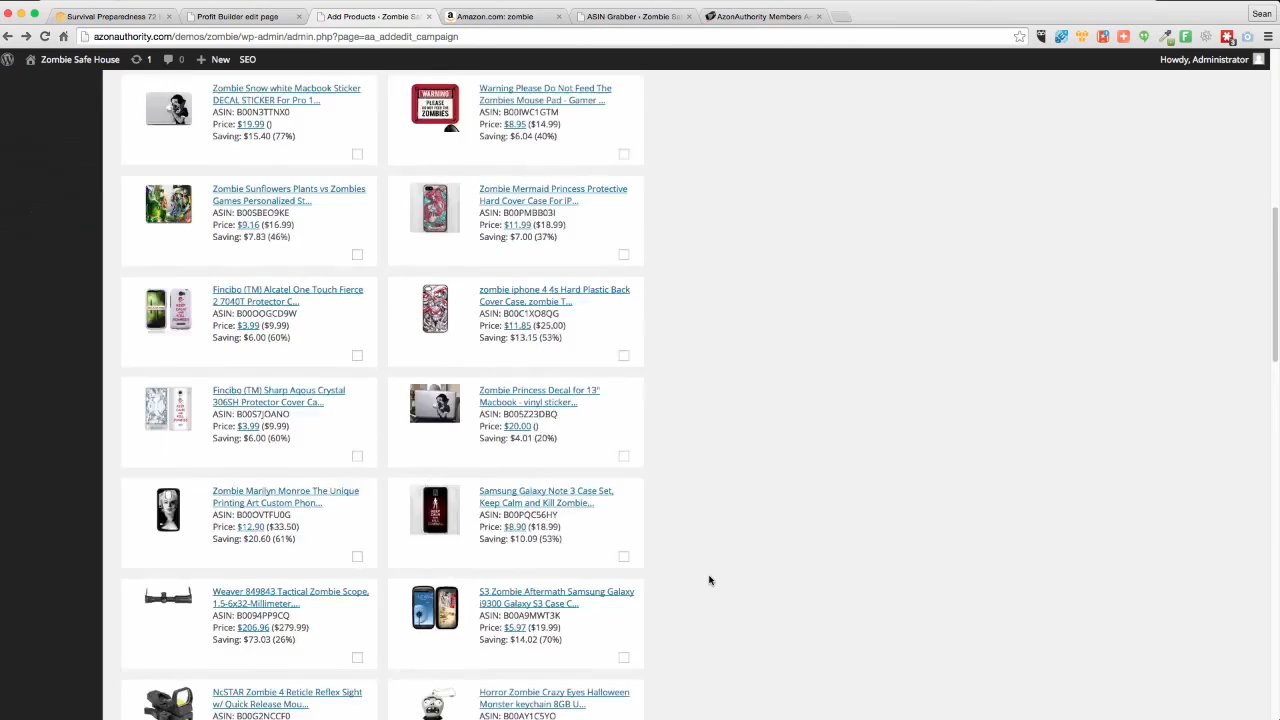 Survival Preparedness 72
Profit Builder edit page
Add Products ‹ Zombie Sa
Amazon.com: zombie
ASIN Grabber ‹ Zombie Sa
AzonAuthority Members A
Sean
azonauthority.com/demos/zombie/wp-admin/admin.php?page=aa_addedit_campaign
Zombie Safe House
1
0
New
SEO
Howdy, Administrator
Zombie Snow white Macbook Sticker
DECAL STICKER For Pro 1...
ASIN: B00N3TTNX0
Price: $19.99 ()
Saving: $15.40 (77%)
WARNING
PLEASE
DO NOT FEED
THE
ZOMBIES
Warning Please Do Not Feed The
Zombies Mouse Pad - Gamer ...
ASIN: B00IWC1GTM
Price: $8.95 ($14.99)
Saving: $6.04 (40%)
Zombie Sunflowers Plants vs Zombies
Games Personalized St...
ASIN: B00SBEO9KE
Price: $9.16 ($16.99)
Saving: $7.83 (46%)
Zombie Mermaid Princess Protective
Hard Cover Case For iP...
ASIN: B00PMBB03I
Price: $11.99 ($18.99)
Saving: $7.00 (37%)
Fincibo (TM) Alcatel One Touch Fierce
2 7040T Protector C...
ASIN: B00OOGCD9W
Price: $3.99 ($9.99)
Saving: $6.00 (60%)
zombie iphone 4 4s Hard Plastic Back
Cover Case, zombie T...
ASIN: B00C1XO8QG
Price: $11.85 ($25.00)
Saving: $13.15 (53%)
Fincibo (TM) Sharp Aqous Crystal
306SH Protector Cover Ca...
ASIN: B00S7JOANO
Price: $3.99 ($9.99)
Saving: $6.00 (60%)
Zombie Princess Decal for 13"
Macbook - vinyl sticker...
ASIN: B005Z23DBQ
Price: $20.00 ()
Saving: $4.01 (20%)
Zombie Marilyn Monroe The Unique
Printing Art Custom Phon...
ASIN: B00OVTFU0G
Price: $12.90 ($33.50)
Saving: $20.60 (61%)
Samsung Galaxy Note 3 Case Set,
Keep Calm and Kill Zombie...
ASIN: B00PQC56HY
Price: $8.90 ($18.99)
Saving: $10.09 (53%)
Weaver 849843 Tactical Zombie Scope,
1.5-6x32-Millimeter,...
ASIN: B0094PP9CQ
Price: $206.96 ($279.99)
Saving: $73.03 (26%)
S3 Zombie Aftermath Samsung Galaxy
i9300 Galaxy S3 Case C...
ASIN: B00A9MWT3K
Price: $5.97 ($19.99)
Saving: $14.02 (70%)
NcSTAR Zombie 4 Reticle Reflex Sight
w/ Quick Release Mou...
ASIN: B00G2NCCF0
Horror Zombie Crazy Eyes Halloween
Monster keychain 8GB U...
ASIN: B00AY1C5YO